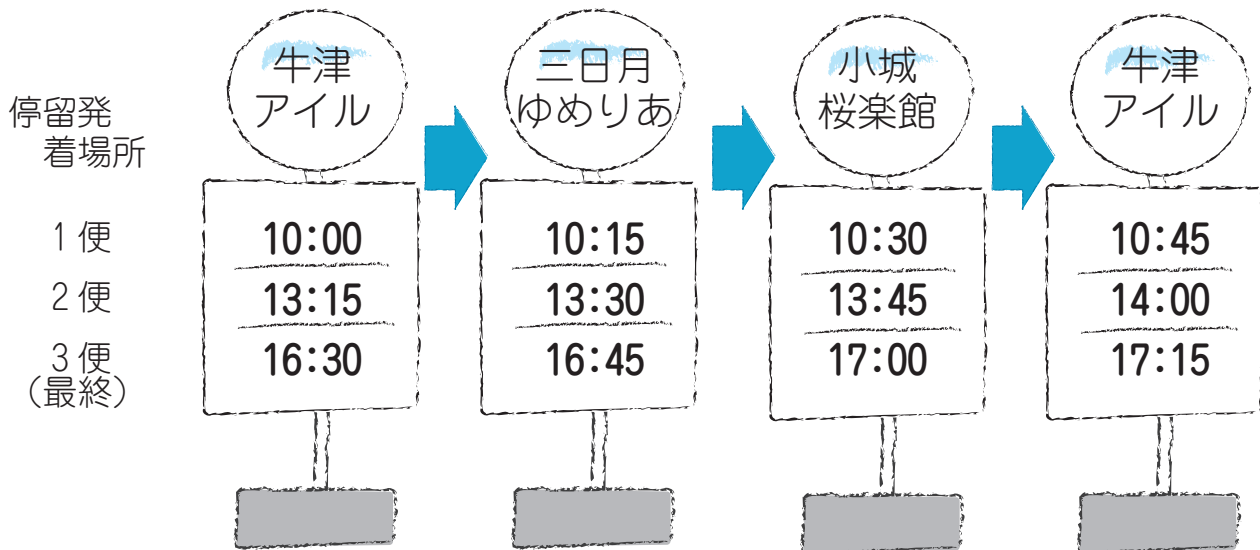 牛津
アイル
三日月
ゆめりあ
小城
桜楽館
牛津
アイル
停留発
着場所
1便 10:00 10:15 10:30 10:45
2便 13:15 13:30 13:45 14:00
3便 16:30 16:45 17:00 17:15
(最終)